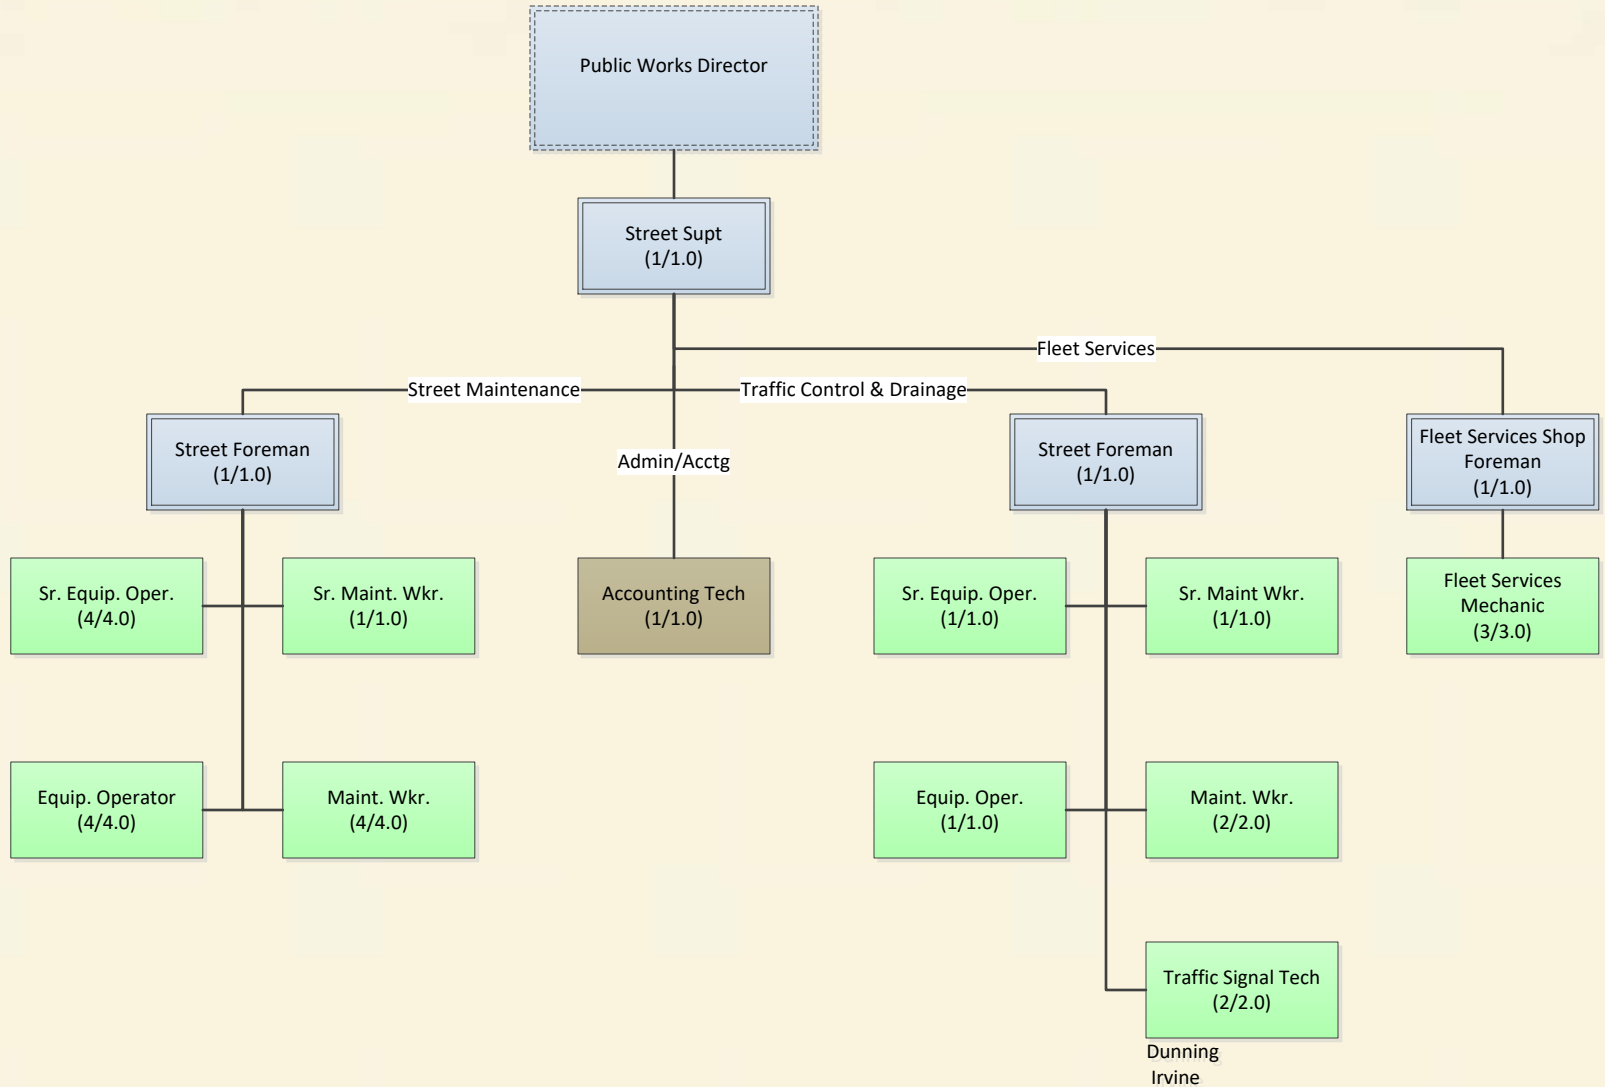 Public Works Director
Street Supt
(1/1.0)
Fleet Services
Street Maintenance
Traffic Control & Drainage
Street Foreman
(1/1.0)
Admin/Acctg
Street Foreman
(1/1.0)
Fleet Services Shop
Foreman
(1/1.0)
Sr. Equip. Oper.
(4/4.0)
Sr. Maint. Wkr.
(1/1.0)
Accounting Tech
(1/1.0)
Sr. Equip. Oper.
(1/1.0)
Sr. Maint Wkr.
(1/1.0)
Fleet Services
Mechanic
(3/3.0)
Equip. Operator
(4/4.0)
Maint. Wkr.
(4/4.0)
Equip. Oper.
(1/1.0)
Maint. Wkr.
(2/2.0)
Traffic Signal Tech
(2/2.0)
Dunning
Irvine